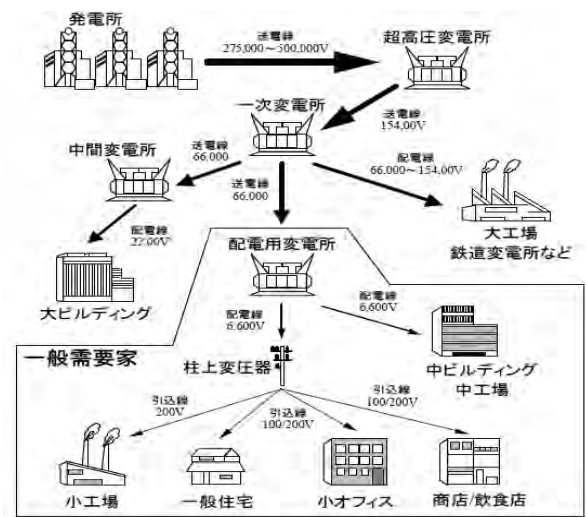 発電所
送電線
275,000～500,000V
超高圧変電所
送電線
154,00V
一次変電所
送電線
66,000
中間変電所
送電線
66,000
配電線
66,000～154,00V
大工場
鉄道変電所など
配電線
22,00V
大ビルディング
配電用変電所
配電線
6,600V
配電線
6,600V
中ビルディング
中工場
一般需要家
柱上変圧器
引込線
200V
引込線
100/200V
引込線
100/200V
引込線
100/200V
小工場
一般住宅
小オフィス
商店/飲食店